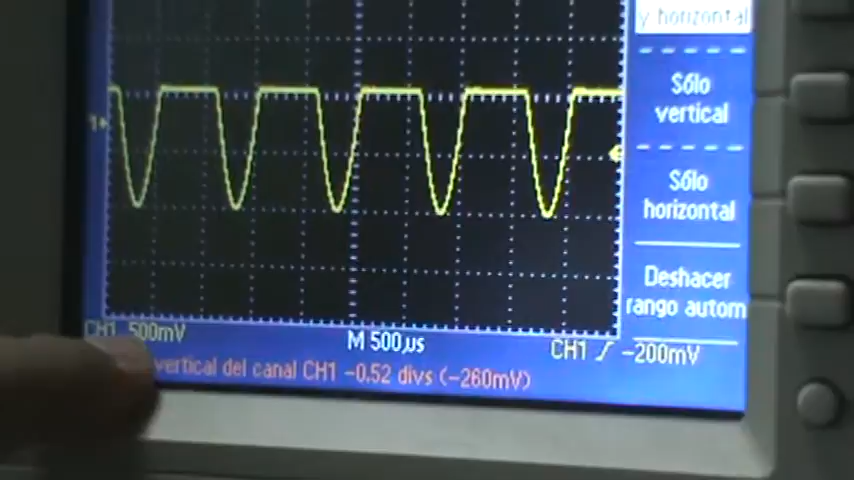 y horizontal
Sólo
vertical
Sólo
horizontal
Deshacer
rango autom
1
CH1 500mV
M 500µs
CH1 / -200mV
vertical del canal CH1 -0.52 divs (-260mV)